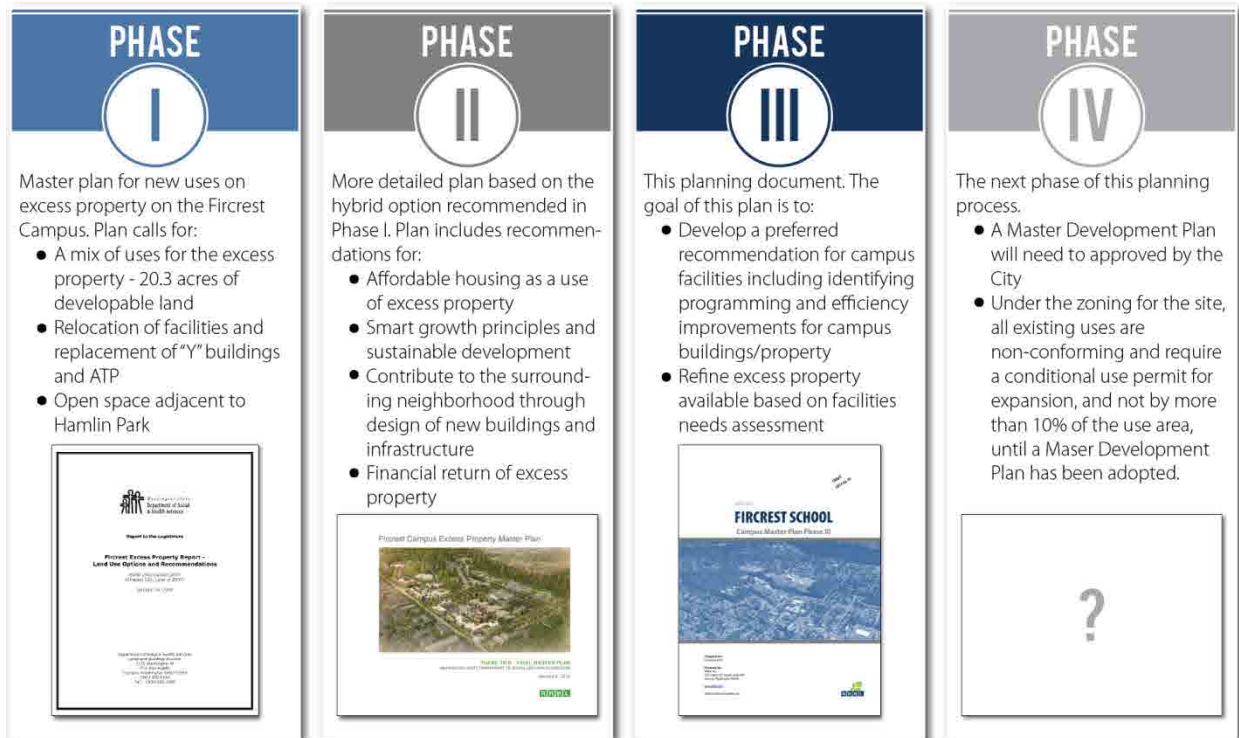 PHASE
I
Master plan for new uses on
excess property on the Fircrest
Campus. Plan calls for:
● A mix of uses for the excess
property - 20.3 acres of
developable land
● Relocation of facilities and
replacement of "Y" buildings
and ATP
● Open space adjacent to
Hamlin Park
Department of Social
& Health Services
Report to the Legislature
Fircrest Excess Property Report -
Land Use Options and Recommendations
PHASE
II
More detailed plan based on the
hybrid option recommended in
Phase I. Plan includes recommen-
dations for:
● Affordable housing as a use
of excess property
● Smart growth principles and
sustainable development
● Contribute to the surround-
ing neighborhood through
design of new buildings and
infrastructure
● Financial return of excess
property
Fircrest Campus Excess Property Master Plan
AHBL
PHASE
III
This planning document. The
goal of this plan is to:
● Develop a preferred
recommendation for campus
facilities including identifying
programming and efficiency
improvements for campus
buildings/property
● Refine excess property
available based on facilities
needs assessment
FIRCREST SCHOOL
Campus Master Plan Phase III
AHBL
PHASE
IV
The next phase of this planning
process.
● A Master Development Plan
will need to approved by the
City
● Under the zoning for the site,
all existing uses are
non-conforming and require
a conditional use permit for
expansion, and not by more
than 10% of the use area,
until a Maser Development
Plan has been adopted.
?